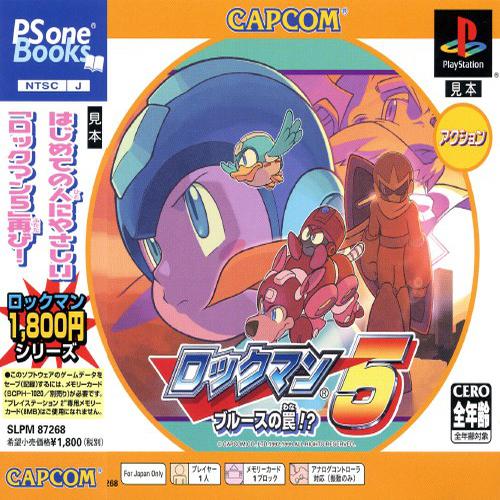 PS one
Books
NTSC J
CAPCOM
PlayStation
見本
アクション
見本
はじめての人にやさしい
「ロックマン5」再び!
ロックマン
1,800円
シリーズ
●このソフトウェアのゲームデータを
セーブ(記録)するには、メモリーカード
(SCPH-1020/別売り)が必要です。
"プレイステーション 2"専用メモリー
カード(8MB)はご使用になれません。
SLPM 87268
希望小売価格¥1,800(税別)
ロックマン5
ブルースの罠!?
わな
CERO
全年齢
全年齢対象
CAPCOM
268
For Japan Only
プレイヤー
1人
メモリーカード
1ブロック
アナログコントローラ
対応(振動のみ)